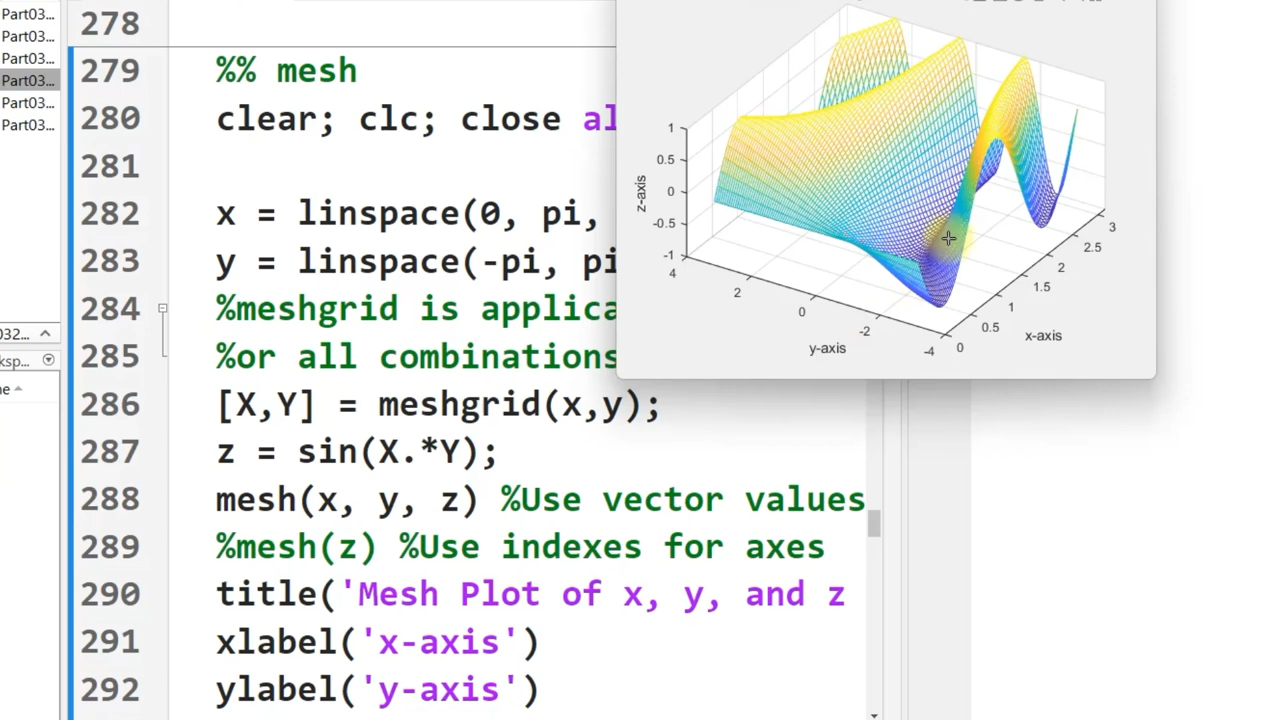 Part03...
Part03...
Part03...
Part03...
Part03...
Part03...
032...
ksp...
ne
278
279 %% mesh
280 clear; clc; close al
281
282 x = linspace(0, pi,
283 y = linspace(-pi, pi
284 %meshgrid is applica
285 %or all combinations
286 [X,Y] = meshgrid(x,y);
287 z = sin(X.*Y);
288 mesh(x, y, z) %Use vector values
289 %mesh(z) %Use indexes for axes
290 title('Mesh Plot of x, y, and z
291 xlabel('x-axis')
292 ylabel('y-axis')
z-axis
1
0.5
0
-0.5
-1
4
2
0
-2
-4
y-axis
0
0.5
1
1.5
2
2.5
3
x-axis